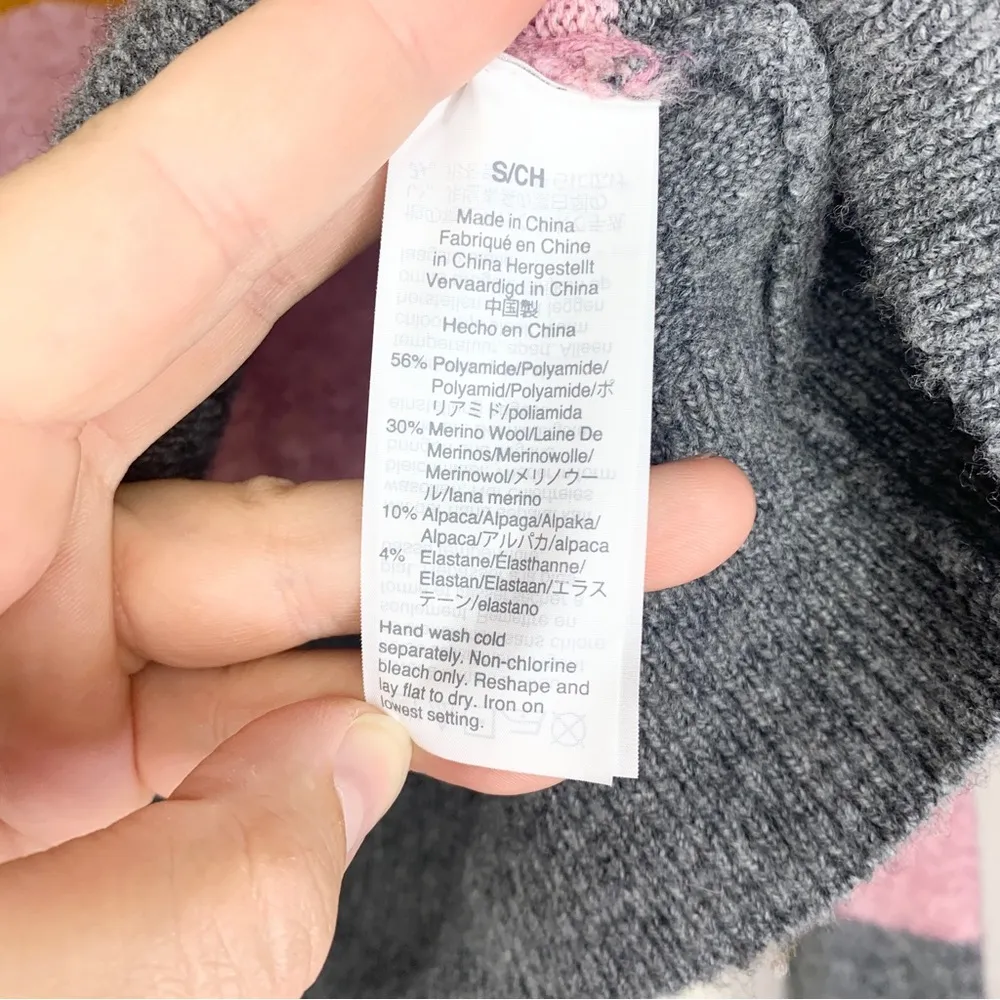 S/CH
Made in China
Fabriqué en Chine
in China Hergestellt
Vervaardigd in China
中国製
Hecho en China
56% Polyamide/Polyamide/
Polyamid/Polyamide/ポ
リアミド/poliamida
30% Merino Wool/Laine De
Merinos/Merinowolle/
Merinowol/メリノウー
ル/lana merino
10% Alpaca/Alpaga/Alpaka/
Alpaca/アルパカ/alpaca
4% Elastane/Élasthanne/
Elastan/Elastaan/エラス
テーン/elastano
Hand wash cold
separately. Non-chlorine
bleach only. Reshape and
lay flat to dry. Iron on
lowest setting.